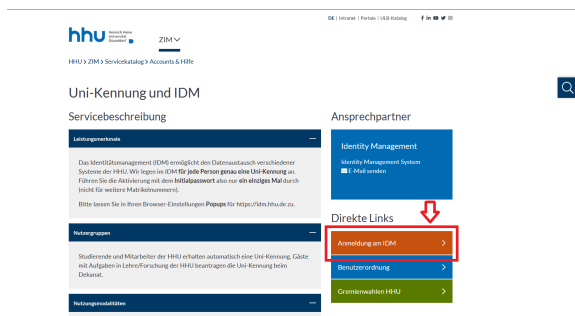 DE | Intranet | Portale | ULB-Katalog
hhu Heinrich Heine
Universität
Düsseldorf
ZIM
HHU > ZIM > Servicekatalog > Accounts & Hilfe
Uni-Kennung und IDM
Servicebeschreibung
Leistungsmerkmale
Das Identitätsmanagement (IDM) ermöglicht den Datenaustausch verschiedener
Systeme der HHU. Wir legen im IDM für jede Person genau eine Uni-Kennung an.
Führen Sie die Aktivierung mit dem Initialpasswort also nur ein einziges Mal durch
(nicht für weitere Matrikelnummern).
Bitte lassen Sie in Ihren Browser-Einstellungen Popups für https://idm.hhu.de zu.
Nutzergruppen
Studierende und Mitarbeiter der HHU erhalten automatisch eine Uni-Kennung. Gäste
mit Aufgaben in Lehre/Forschung der HHU beantragen die Uni-Kennung beim
Dekanat.
Nutzungsmodalitäten
Ansprechpartner
Identity Management
Identity Management System
E-Mail senden
Direkte Links
Anmeldung am IDM
Benutzerordnung
Gremienwahlen HHU